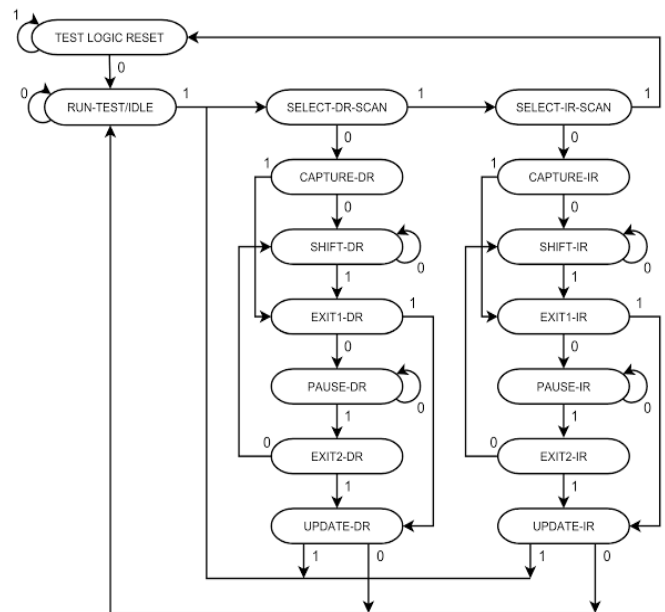 1
TEST LOGIC RESET
0
0 RUN-TEST/IDLE 1 SELECT-DR-SCAN 1 SELECT-IR-SCAN 1
0 0
1 CAPTURE-DR 1 CAPTURE-IR
0 0
SHIFT-DR SHIFT-IR
0 0
1 1
EXIT1-DR 1 EXIT1-IR 1
0 0
PAUSE-DR PAUSE-IR
0 0
1 1
0 EXIT2-DR 0 EXIT2-IR
1 1
UPDATE-DR UPDATE-IR
1 0 1 0